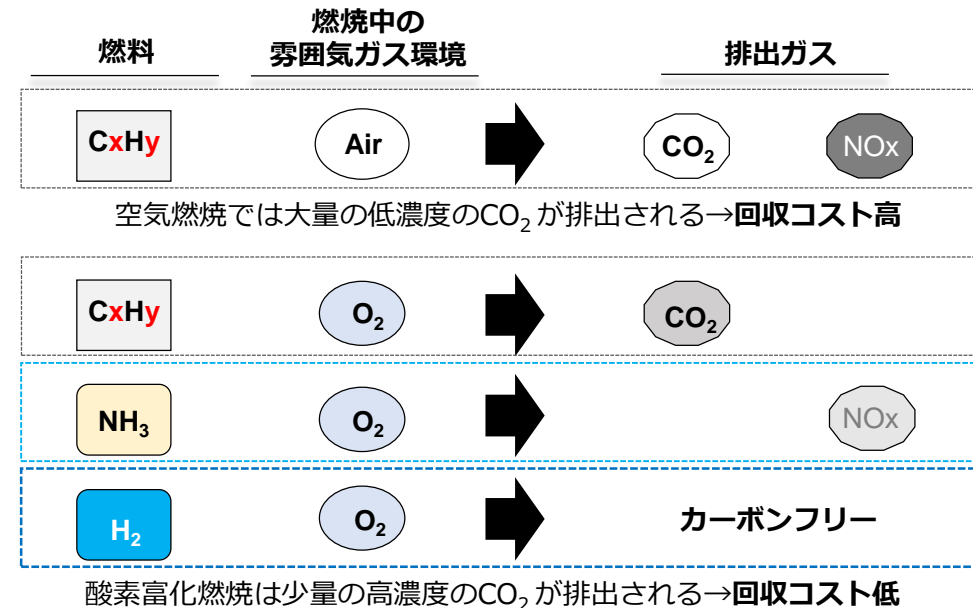 燃料
燃焼中の
雰囲気ガス環境
排出ガス
CxHy
Air
CO₂
NOx
空気燃焼では大量の低濃度のCO₂が排出される→回収コスト高
CxHy
O₂
CO₂
NH₃
O₂
NOx
H₂
O₂
カーボンフリー
酸素富化燃焼は少量の高濃度のCO₂が排出される→回収コスト低